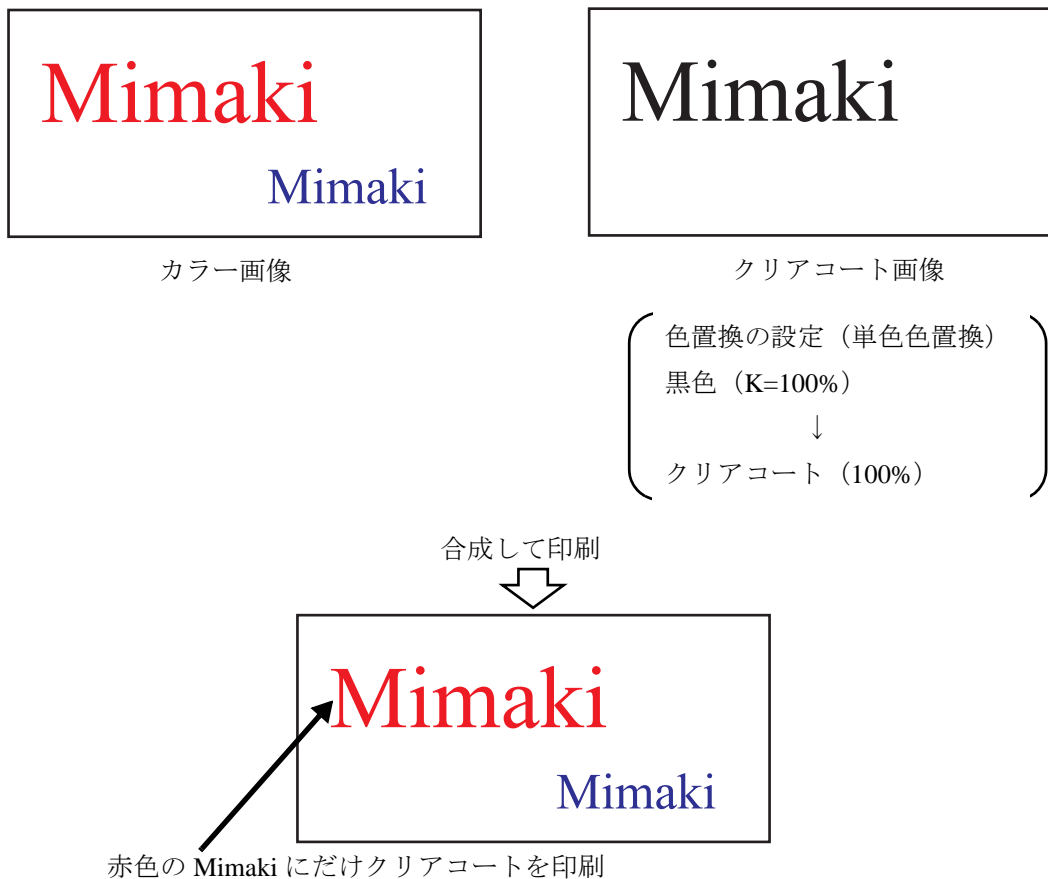 Mimaki
Mimaki
カラー画像
Mimaki
クリアコート画像
色置換の設定（単色色置換）
黒色（K=100%）
↓
クリアコート（100%）
合成して印刷
Mimaki
Mimaki
赤色の Mimaki にだけクリアコートを印刷